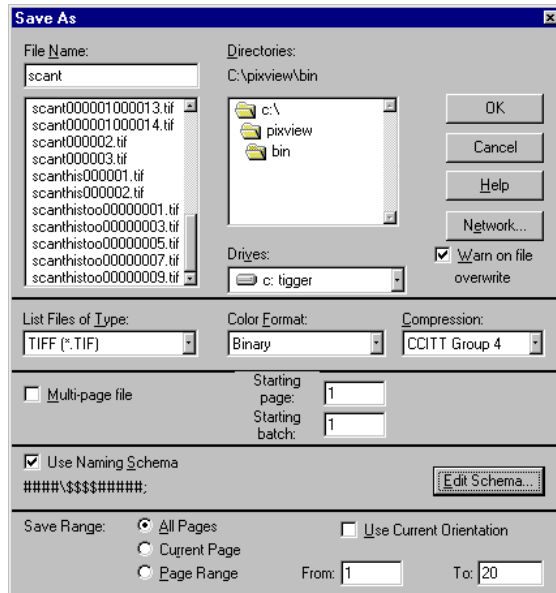 Save As
File Name:
scant
scant000001000013.tif
scant000001000014.tif
scant000002.tif
scant000003.tif
scanthis000001.tif
scanthis000002.tif
scanthistoo00000001.tif
scanthistoo00000003.tif
scanthistoo00000005.tif
scanthistoo00000007.tif
scanthistoo00000009.tif
Directories:
C:\pixview\bin
c:\
pixview
bin
Drives:
c: tigger
OK
Cancel
Help
Network...
Warn on file
overwrite
List Files of Type:
TIFF (*.TIF)
Color Format:
Binary
Compression:
CCITT Group 4
Multi-page file
Starting
page:
1
Starting
batch:
1
Use Naming Schema
####\$$$$#####;
Edit Schema...
Save Range:
All Pages
Current Page
Page Range
Use Current Orientation
From: 1
To: 20